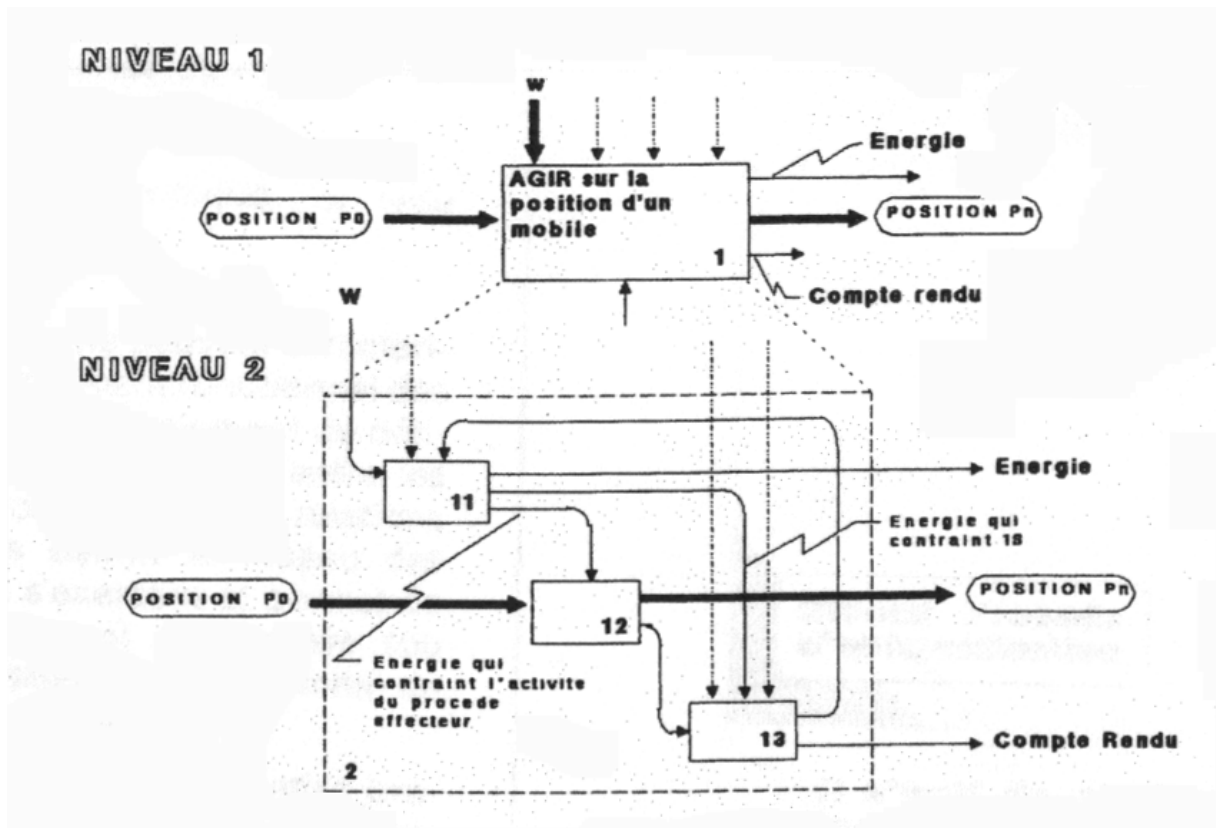 NIVEAU 1
W
Energie
AGIR sur la
position d'un
mobile
POSITION P0
POSITION Pn
1
Compte rendu
W
NIVEAU 2
11
Energie
Energie qui
contraint 13
POSITION P0
POSITION Pn
12
Energie qui
contraint l'activite
du procede
effecteur
13
Compte Rendu
2